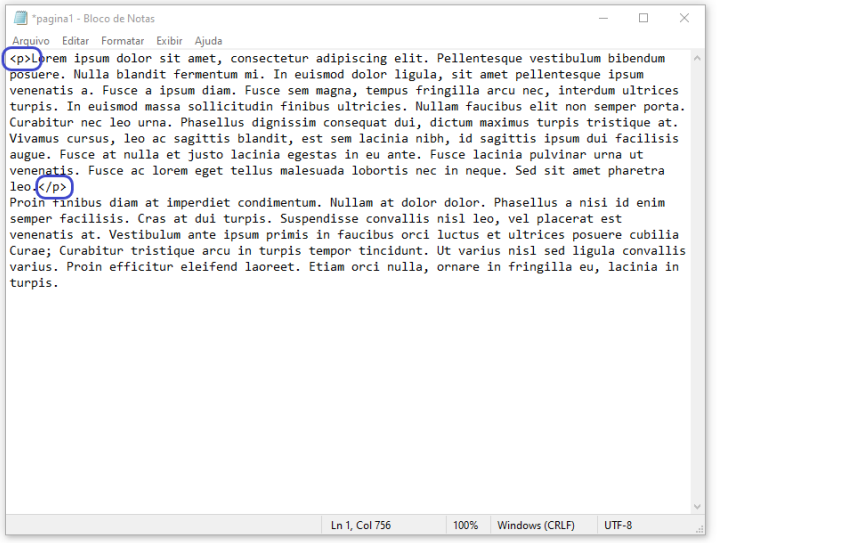 *pagina1 - Bloco de Notas
Arquivo Editar Formatar Exibir Ajuda
<p>Lorem ipsum dolor sit amet, consectetur adipiscing elit. Pellentesque vestibulum bibendum
posuere. Nulla blandit fermentum mi. In euismod dolor ligula, sit amet pellentesque ipsum
venenatis a. Fusce a ipsum diam. Fusce sem magna, tempus fringilla arcu nec, interdum ultrices
turpis. In euismod massa sollicitudin finibus ultricies. Nullam faucibus elit non semper porta.
Curabitur nec leo urna. Phasellus dignissim consequat dui, dictum maximus turpis tristique at.
Vivamus cursus, leo ac sagittis blandit, est sem lacinia nibh, id sagittis ipsum dui facilisis
augue. Fusce at nulla et justo lacinia egestas in eu ante. Fusce lacinia pulvinar urna ut
venenatis. Fusce ac lorem eget tellus malesuada lobortis nec in neque. Sed sit amet pharetra
leo.</p>
Proin finibus diam at imperdiet condimentum. Nullam at dolor dolor. Phasellus a nisi id enim
semper facilisis. Cras at dui turpis. Suspendisse convallis nisl leo, vel placerat est
venenatis at. Vestibulum ante ipsum primis in faucibus orci luctus et ultrices posuere cubilia
Curae; Curabitur tristique arcu in turpis tempor tincidunt. Ut varius nisl sed ligula convallis
varius. Proin efficitur eleifend laoreet. Etiam orci nulla, ornare in fringilla eu, lacinia in
turpis.
Ln 1, Col 756 100% Windows (CRLF) UTF-8